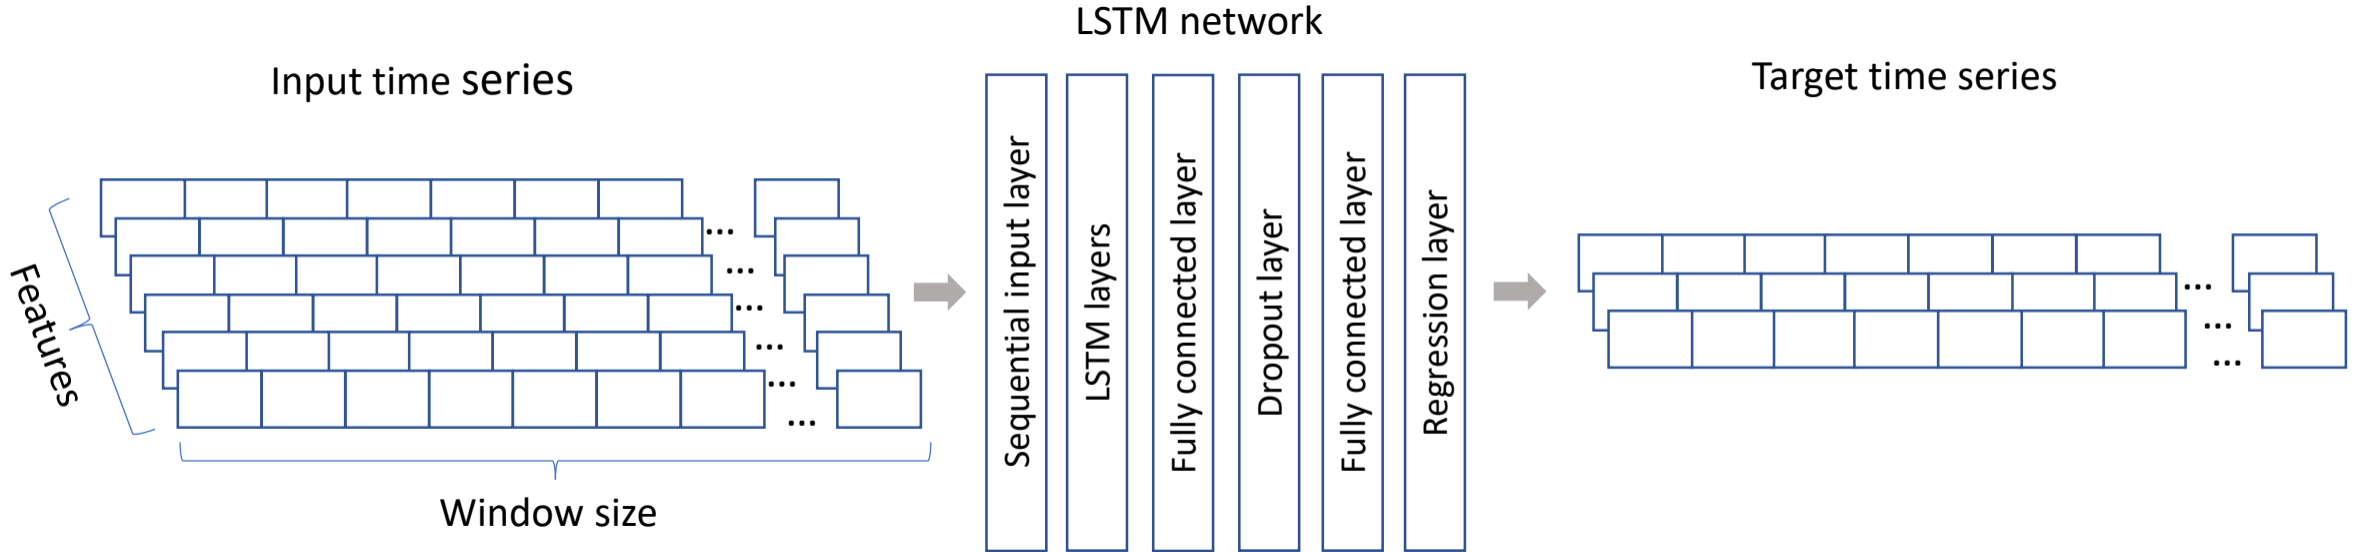 LSTM network
Input time series
Target time series
Features
Window size
...
...
...
...
...
...
Sequential input layer
LSTM layers
Fully connected layer
Dropout layer
Fully connected layer
Regression layer
...
...
...